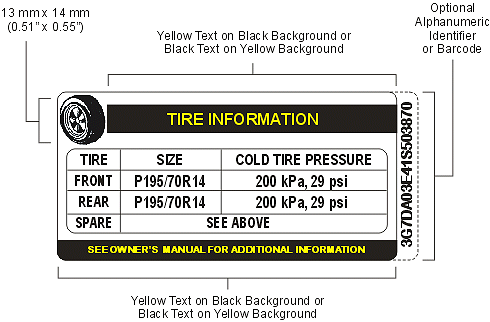 13 mm x 14 mm
(0.51" x 0.55")
Yellow Text on Black Background or
Black Text on Yellow Background
Optional
Alphanumeric
Identifier
or Barcode
TIRE INFORMATION
TIRE SIZE COLD TIRE PRESSURE
FRONT P195/70R14 200 kPa, 29 psi
REAR P195/70R14 200 kPa, 29 psi
SPARE SEE ABOVE
SEE OWNER'S MANUAL FOR ADDITIONAL INFORMATION
3G7DA03E41S503870
Yellow Text on Black Background or
Black Text on Yellow Background